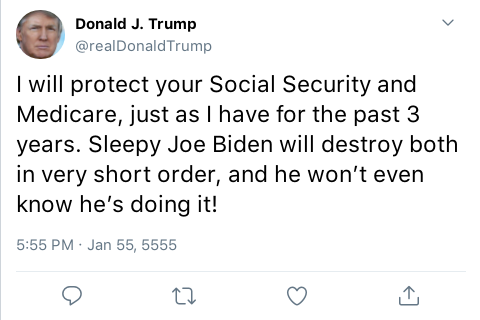 Donald J. Trump
@realDonaldTrump
I will protect your Social Security and
Medicare, just as I have for the past 3
years. Sleepy Joe Biden will destroy both
in very short order, and he won’t even
know he’s doing it!
5:55 PM · Jan 55, 5555